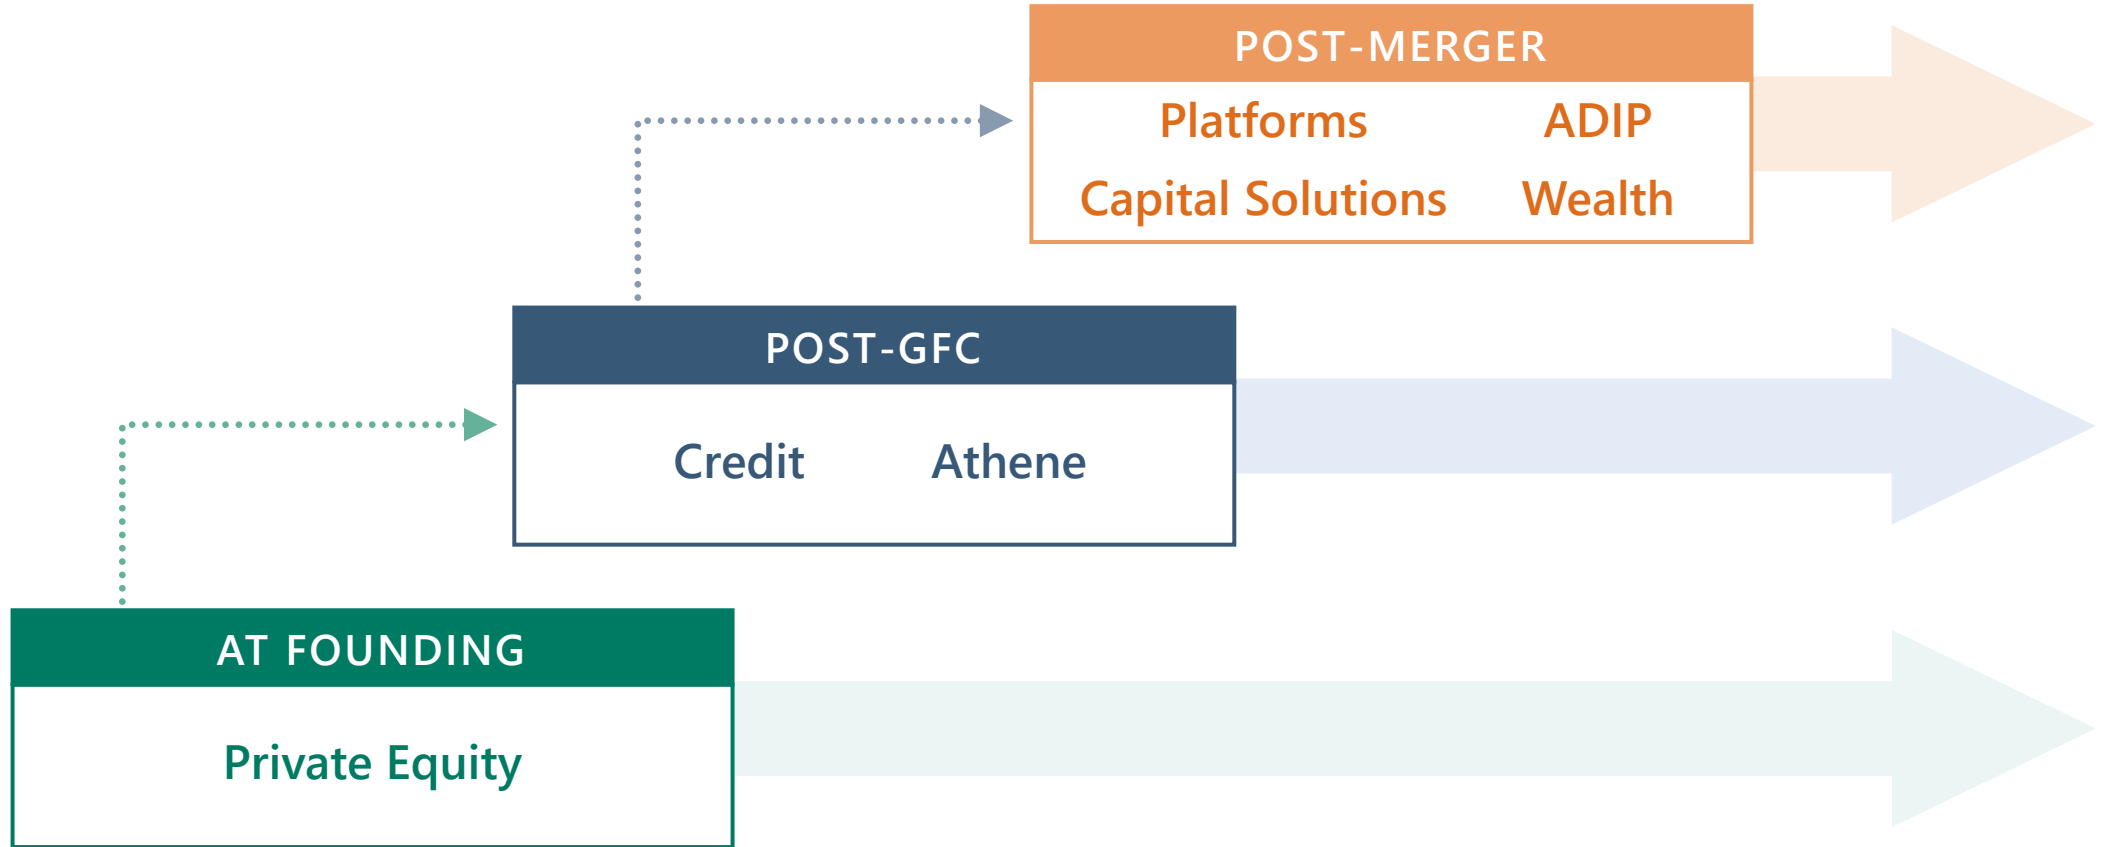 POST-MERGER
Platforms ADIP
Capital Solutions Wealth
POST-GFC
Credit Athene
AT FOUNDING
Private Equity